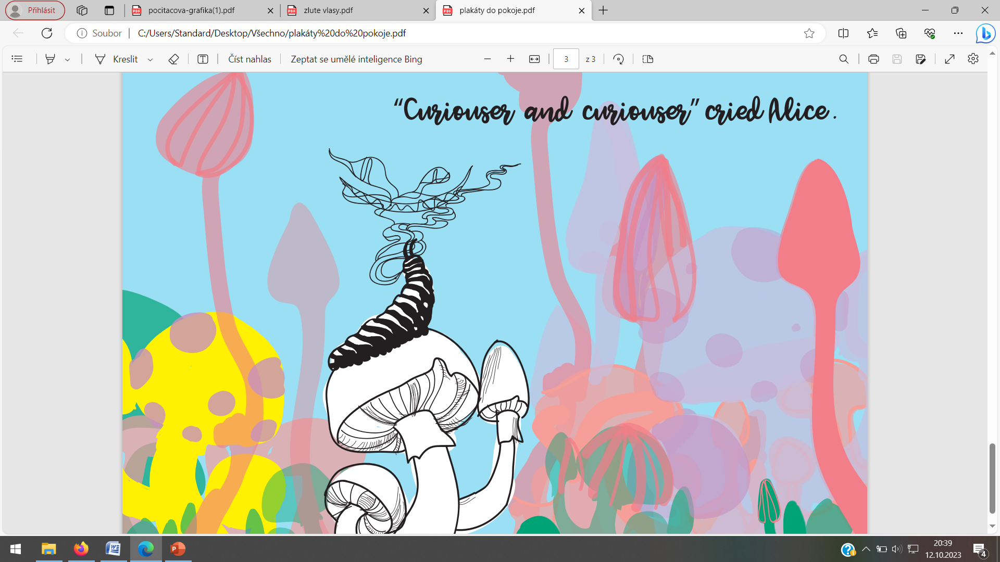 Přihlásit
pocitacova-grafika(1).pdf
zlute vlasy.pdf
plakáty do pokoje.pdf
Soubor
C:/Users/Standard/Desktop/Všechno/plakáty%20do%20pokoje.pdf
Kreslit
Číst nahlas
Zeptat se umělé inteligence Bing
3
z 3
“Curiouser and curiouser” cried Alice.
20:39
12.10.2023
4